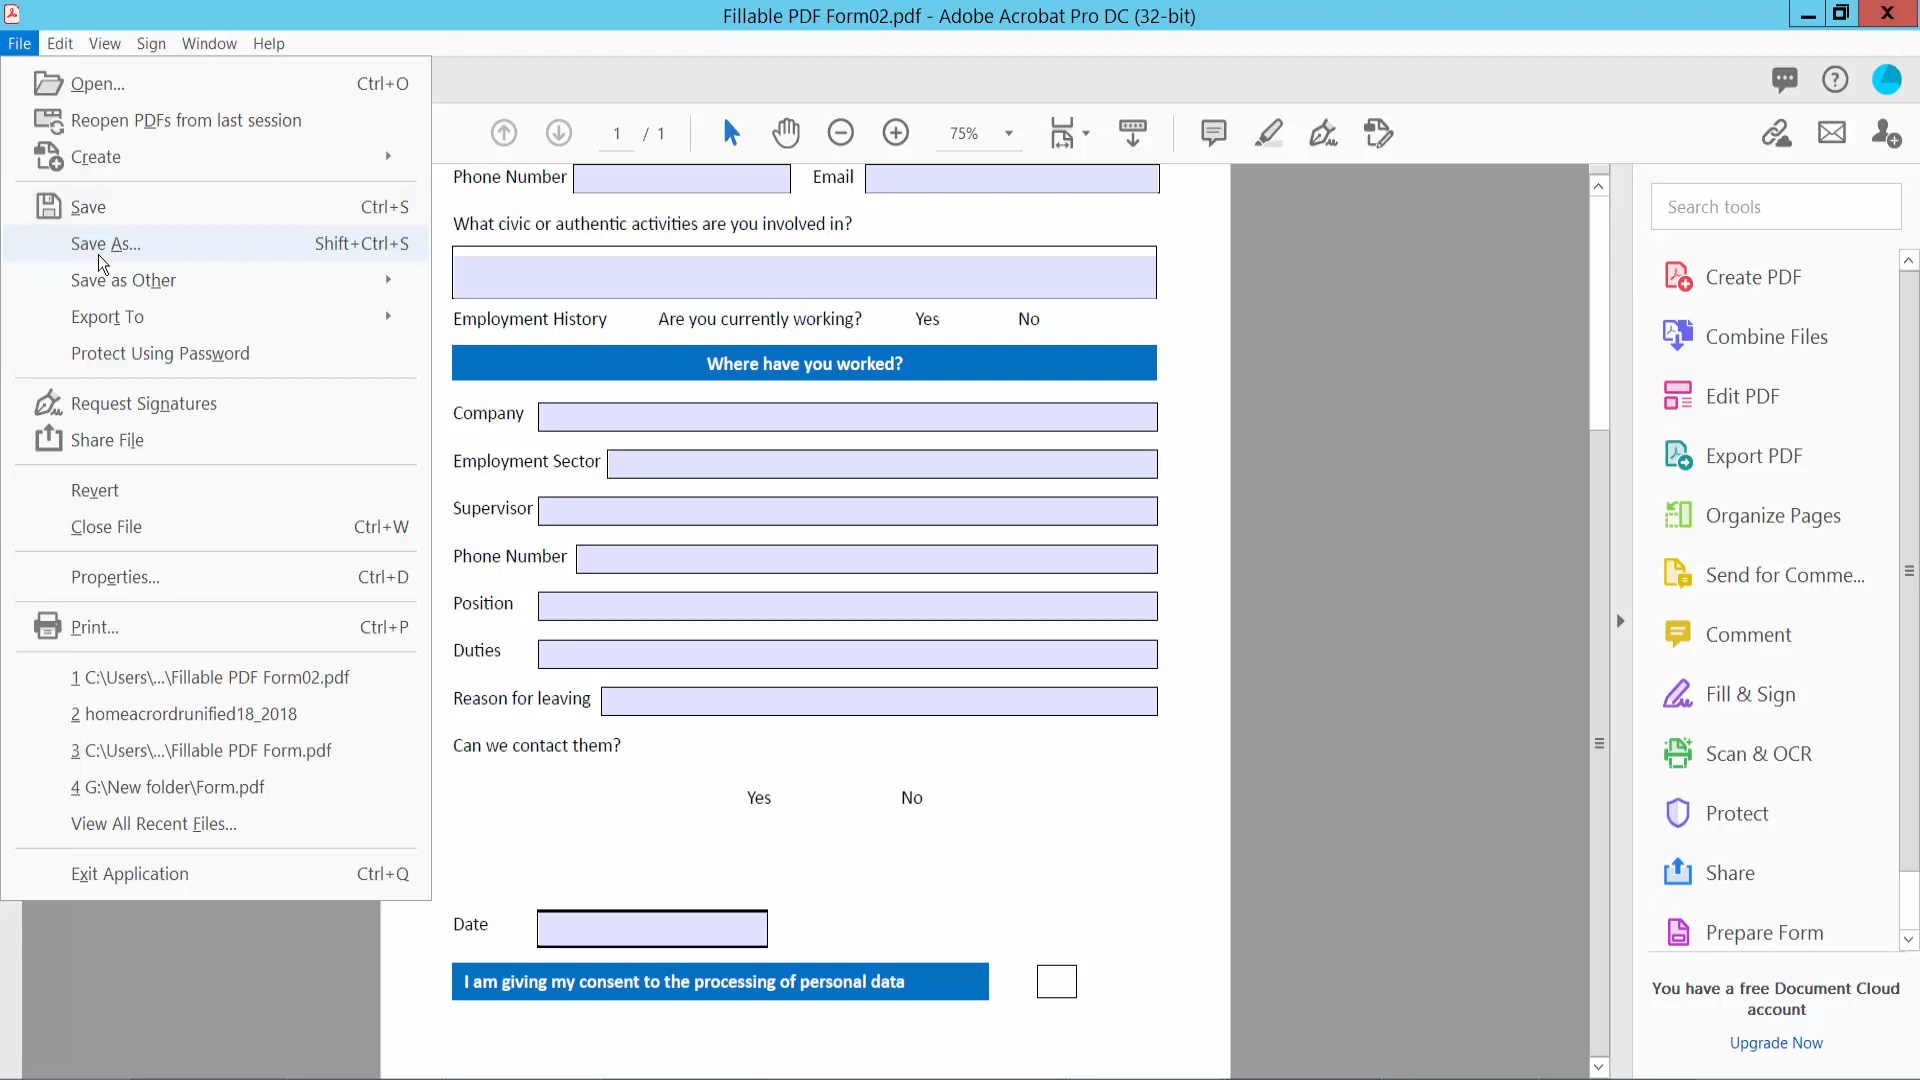 Fillable PDF Form02.pdf - Adobe Acrobat Pro DC (32-bit)
File Edit View Sign Window Help
Open... Ctrl+O
Reopen PDFs from last session
Create
Save Ctrl+S
Save As... Shift+Ctrl+S
Save as Other
Export To
Protect Using Password
Request Signatures
Share File
Revert
Close File Ctrl+W
Properties... Ctrl+D
Print... Ctrl+P
1 C:\Users\...\Fillable PDF Form02.pdf
2 homeacrordrunified18_2018
3 C:\Users\...\Fillable PDF Form.pdf
4 G:\New folder\Form.pdf
View All Recent Files...
Exit Application Ctrl+Q
1 / 1 75%
Phone Number Email
What civic or authentic activities are you involved in?
Employment History Are you currently working? Yes No
Where have you worked?
Company
Employment Sector
Supervisor
Phone Number
Position
Duties
Reason for leaving
Can we contact them?
Yes No
Date
I am giving my consent to the processing of personal data
Search tools
Create PDF
Combine Files
Edit PDF
Export PDF
Organize Pages
Send for Comme...
Comment
Fill & Sign
Scan & OCR
Protect
Share
Prepare Form
You have a free Document Cloud
account
Upgrade Now